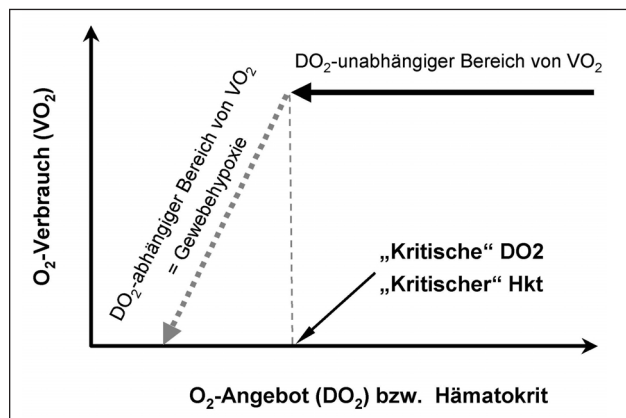 DO₂-unabhängiger Bereich von VO₂
O₂-Verbrauch (VO₂)
DO₂-abhängiger Bereich von VO₂
= Gewebehypoxie
„Kritische“ DO2
„Kritischer“ Hkt
O₂-Angebot (DO₂) bzw. Hämatokrit